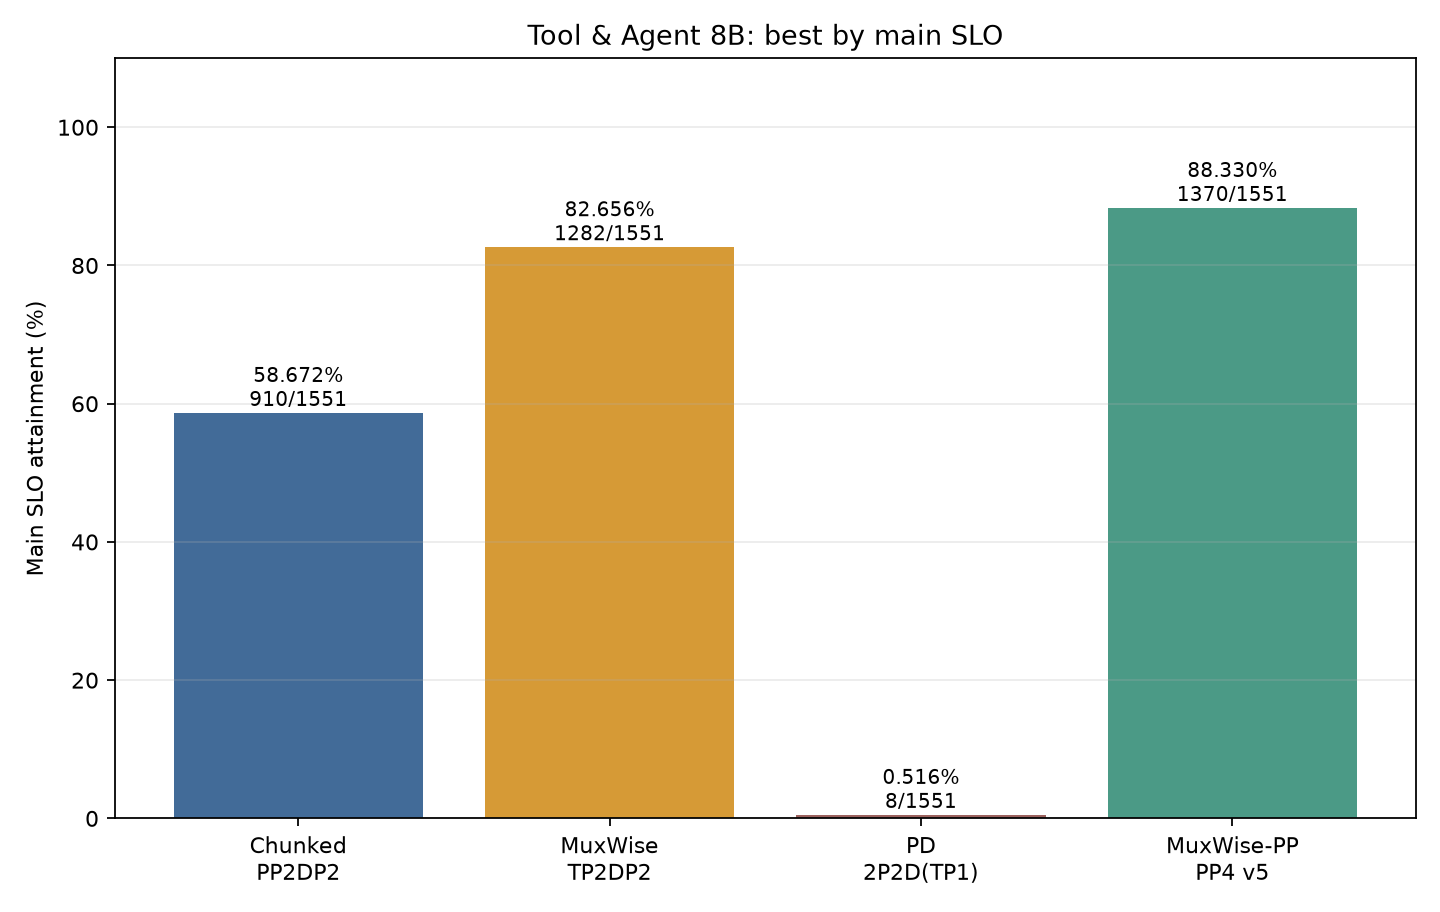 Tool & Agent 8B: best by main SLO
Main SLO attainment (%)
100
80
60
40
20
0
58.672%
910/1551
82.656%
1282/1551
0.516%
8/1551
88.330%
1370/1551
Chunked
PP2DP2
MuxWise
TP2DP2
PD
2P2D(TP1)
MuxWise-PP
PP4 v5